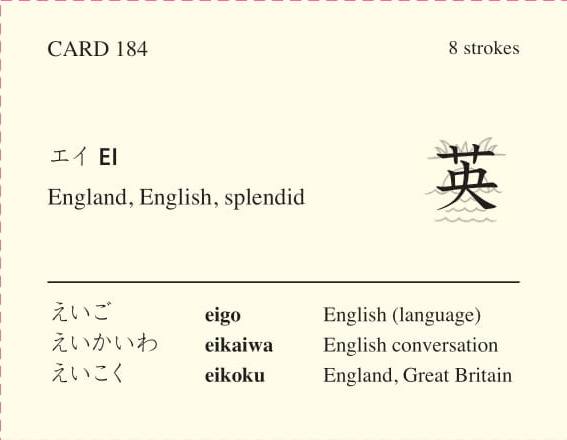 CARD 184 8 strokes
エイ EI
England, English, splendid
英
えいご eigo English (language)
えいかいわ eikaiwa English conversation
えいこく eikoku England, Great Britain